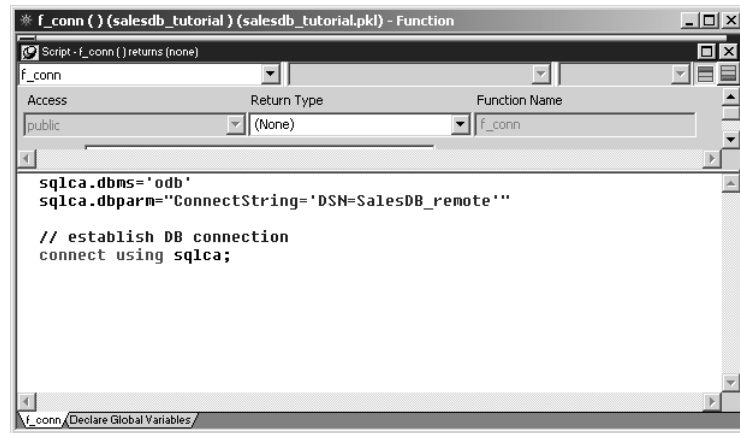 f_conn ( ) (salesdb_tutorial ) (salesdb_tutorial.pkl) - Function
Script - f_conn ( ) returns (none)
f_conn
Access Return Type Function Name
public (None) f_conn
sqlca.dbms='odb'
sqlca.dbparm="ConnectString='DSN=SalesDB_remote'"
// establish DB connection
connect using sqlca;
f_conn Declare Global Variables